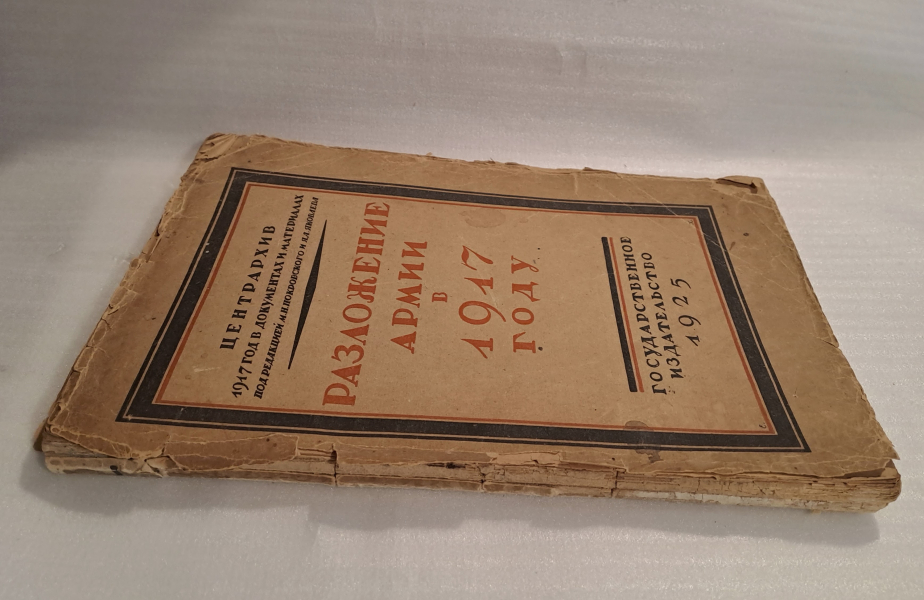 ЦЕНТРАРХИВ
1917 ГОД В ДОКУМЕНТАХ И МАТЕРИАЛАХ
ПОД РЕДАКЦИЕЙ М.Н.ПОКРОВСКОГО И Я.А.ЯКОВЛЕВА
РАЗЛОЖЕНИЕ
АРМИИ
В
1917
ГОДУ
ГОСУДАРСТВЕННОЕ
ИЗДАТЕЛЬСТВО
1925